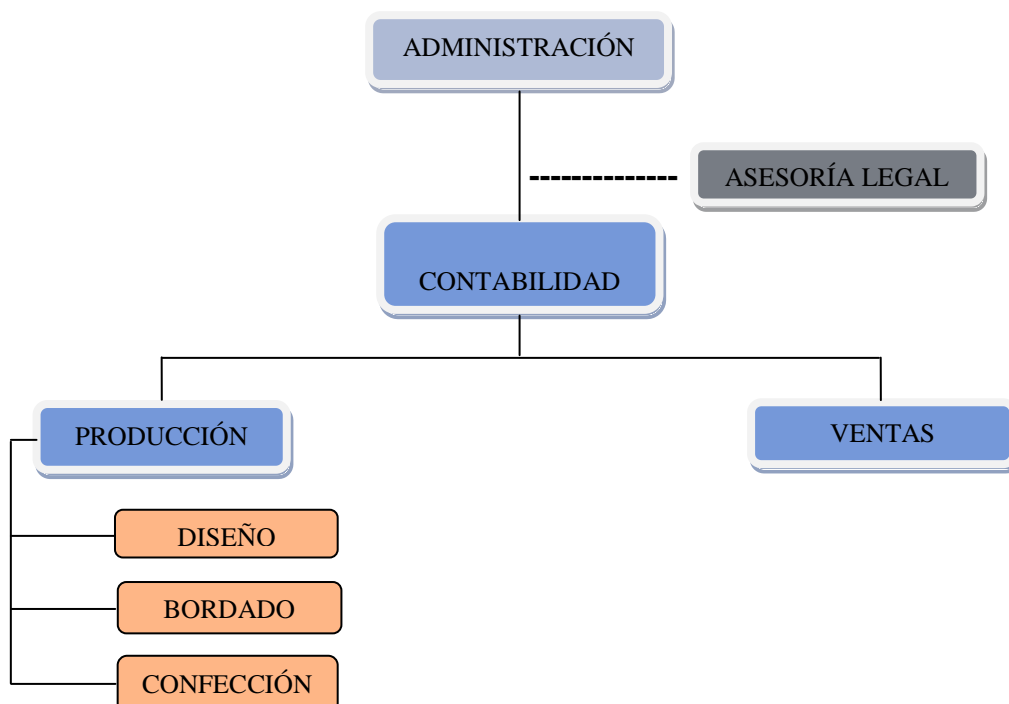 ADMINISTRACIÓN
ASESORÍA LEGAL
CONTABILIDAD
PRODUCCIÓN
VENTAS
DISEÑO
BORDADO
CONFECCIÓN